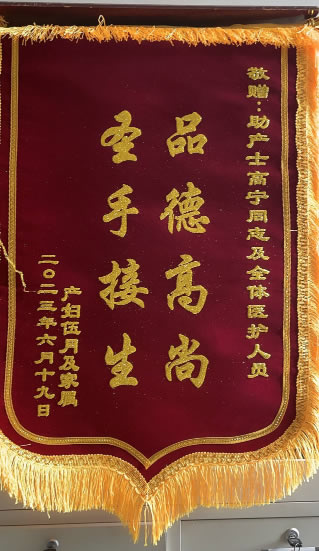 敬赠：助产士高宁同志及全体医护人员
品德高尚
圣手接生
产妇伍月及家属
二〇二五年六月十九日